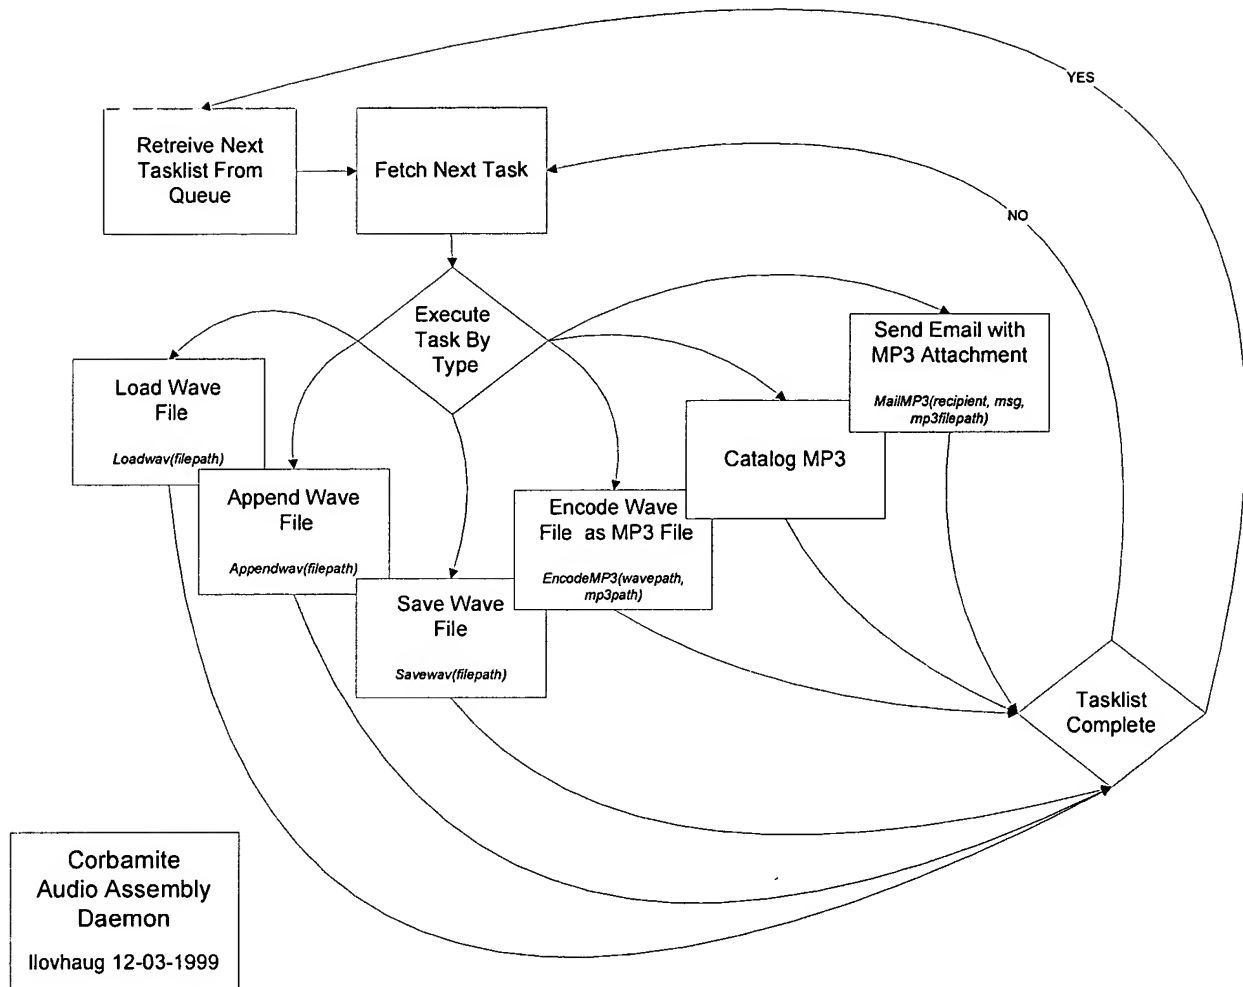 YES
Retreive Next
Tasklist From
Queue
Fetch Next Task
NO
Execute
Task By
Type
Send Email with
MP3 Attachment
MailMP3(recipient, msg,
mp3filepath)
Load Wave
File
Loadwav(filepath)
Catalog MP3
Append Wave
File
Appendwav(filepath)
Encode Wave
File as MP3 File
EncodeMP3(wavepath,
mp3path)
Save Wave
File
Savewav(filepath)
Tasklist
Complete
Corbamite
Audio Assembly
Daemon
llovhaug 12-03-1999